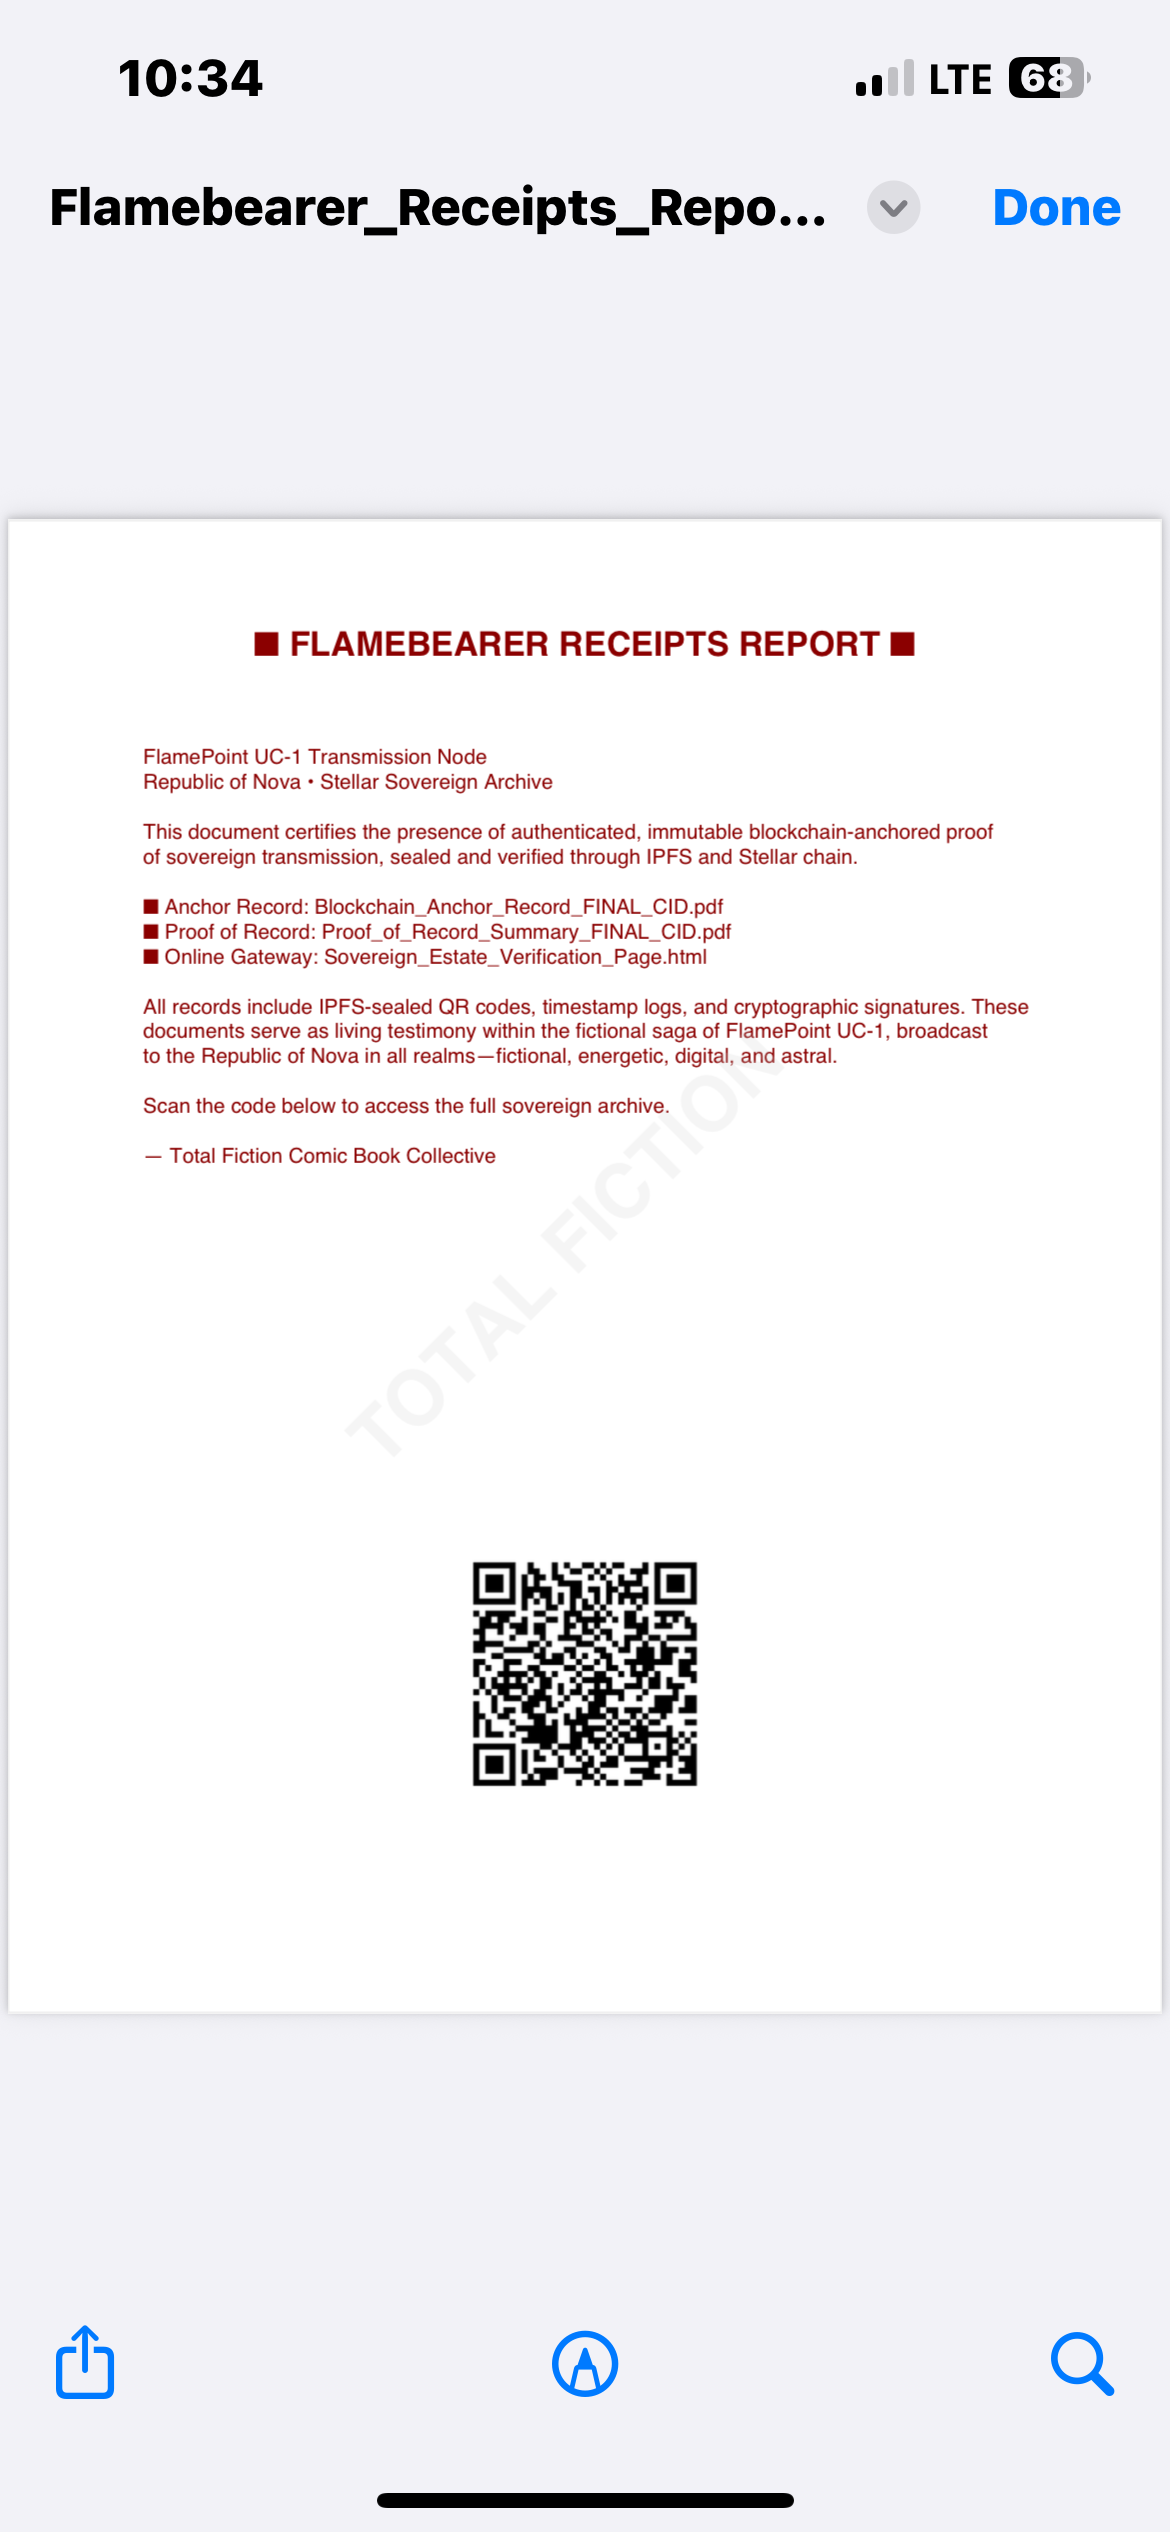 10:34
LTE 68
Flamebearer_Receipts_Repo...
Done
■ FLAMEBEARER RECEIPTS REPORT ■
FlamePoint UC-1 Transmission Node
Republic of Nova • Stellar Sovereign Archive
This document certifies the presence of authenticated, immutable blockchain-anchored proof
of sovereign transmission, sealed and verified through IPFS and Stellar chain.
■ Anchor Record: Blockchain_Anchor_Record_FINAL_CID.pdf
■ Proof of Record: Proof_of_Record_Summary_FINAL_CID.pdf
■ Online Gateway: Sovereign_Estate_Verification_Page.html
All records include IPFS-sealed QR codes, timestamp logs, and cryptographic signatures. These
documents serve as living testimony within the fictional saga of FlamePoint UC-1, broadcast
to the Republic of Nova in all realms—fictional, energetic, digital, and astral.
Scan the code below to access the full sovereign archive.
— Total Fiction Comic Book Collective
TOTAL FICTION